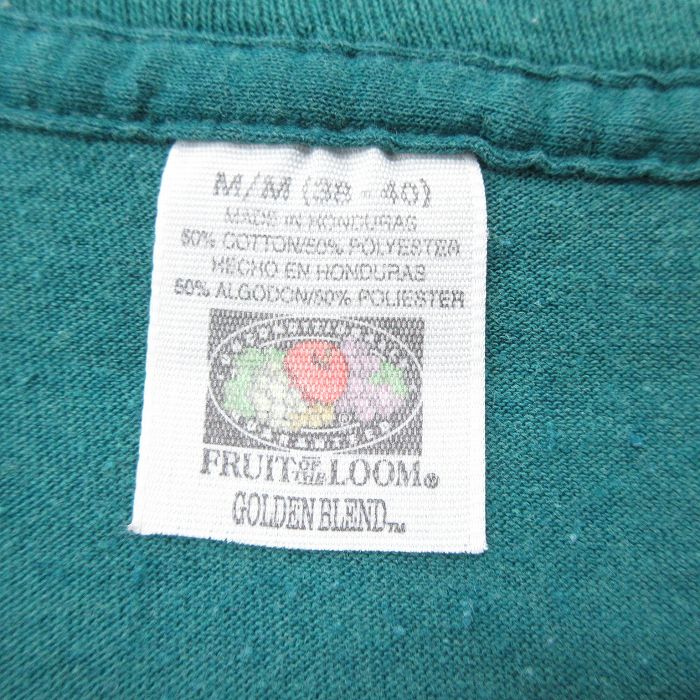 M/M (38 - 40)
MADE IN HONDURAS
50% COTTON/50% POLYESTER
HECHO EN HONDURAS
50% ALGODON/50% POLIESTER
FRUIT OF THE LOOM®
GOLDEN BLEND™